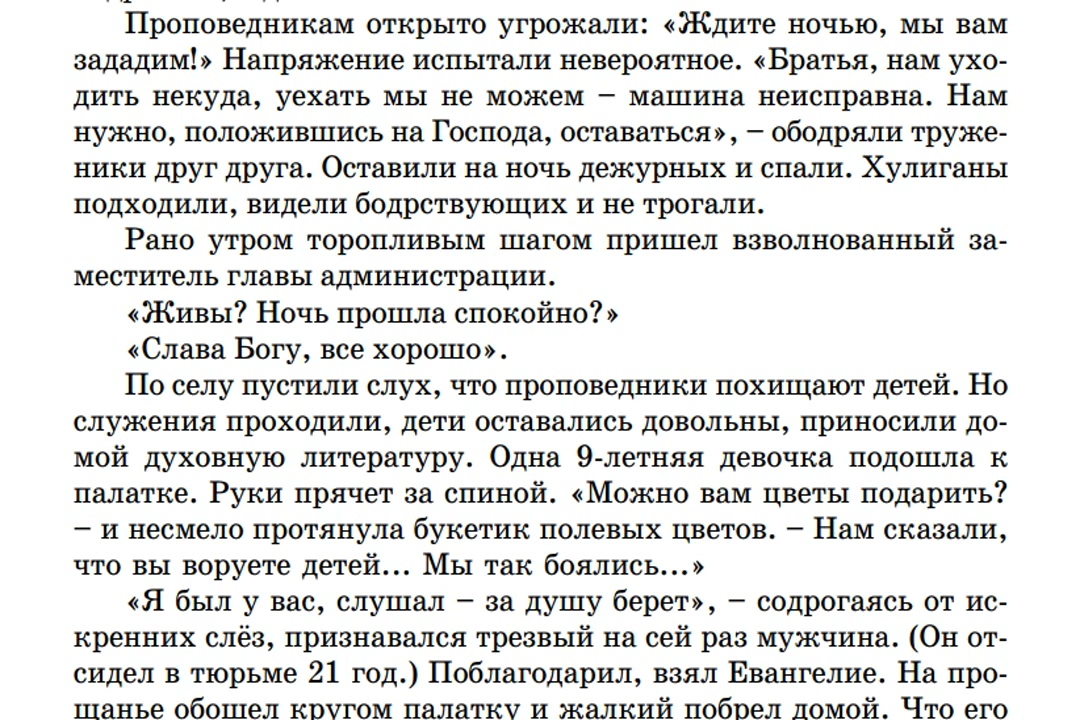 Проповедникам открыто угрожали: «Ждите ночью, мы вам
зададим!» Напряжение испытали невероятное. «Братья, нам ухо-
дить некуда, уехать мы не можем – машина неисправна. Нам
нужно, положившись на Господа, оставаться», – ободряли труже-
ники друг друга. Оставили на ночь дежурных и спали. Хулиганы
подходили, видели бодрствующих и не трогали.
Рано утром торопливым шагом пришел взволнованный за-
меститель главы администрации.
«Живы? Ночь прошла спокойно?»
«Слава Богу, все хорошо».
По селу пустили слух, что проповедники похищают детей. Но
служения проходили, дети оставались довольны, приносили до-
мой духовную литературу. Одна 9-летняя девочка подошла к
палатке. Руки прячет за спиной. «Можно вам цветы подарить?
– и несмело протянула букетик полевых цветов. – Нам сказали,
что вы воруете детей... Мы так боялись...»
«Я был у вас, слушал – за душу берет», – содрогаясь от ис-
кренних слёз, признавался трезвый на сей раз мужчина. (Он от-
сидел в тюрьме 21 год.) Поблагодарил, взял Евангелие. На про-
щанье обошел кругом палатку и жалкий побрел домой. Что его